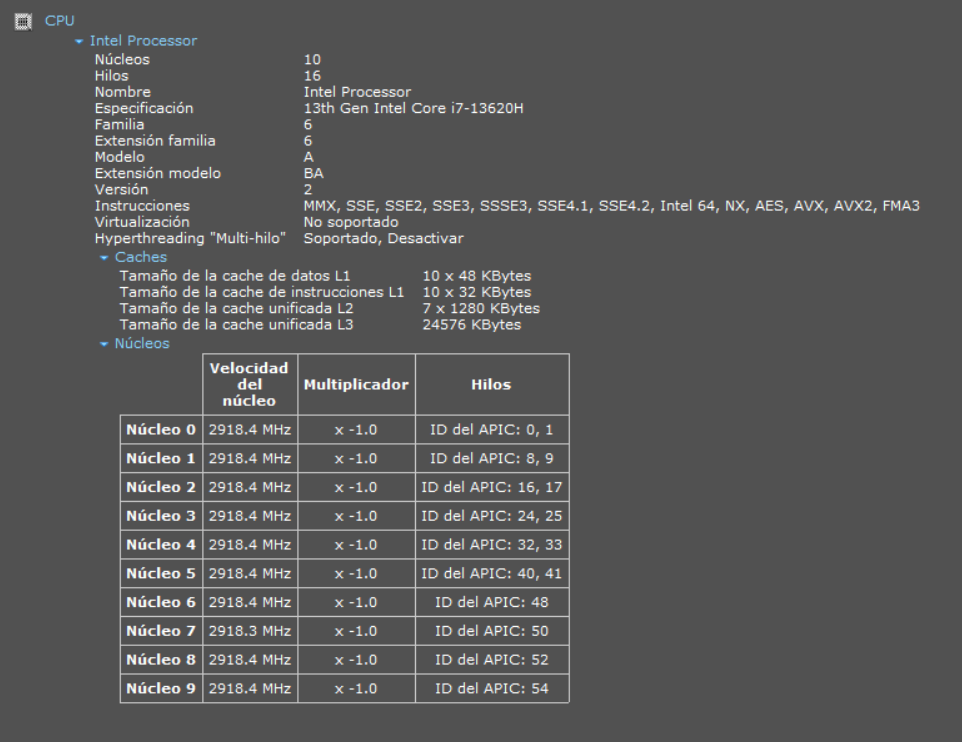 CPU
Intel Processor
Núcleos 10
Hilos 16
Nombre Intel Processor
Especificación 13th Gen Intel Core i7-13620H
Familia 6
Extensión familia 6
Modelo A
Extensión modelo BA
Versión 2
Instrucciones MMX, SSE, SSE2, SSE3, SSSE3, SSE4.1, SSE4.2, Intel 64, NX, AES, AVX, AVX2, FMA3
Virtualización No soportado
Hyperthreading "Multi-hilo" Soportado, Desactivar
Caches
Tamaño de la cache de datos L1 10 x 48 KBytes
Tamaño de la cache de instrucciones L1 10 x 32 KBytes
Tamaño de la cache unificada L2 7 x 1280 KBytes
Tamaño de la cache unificada L3 24576 KBytes
Núcleos
Velocidad
del
núcleo
Multiplicador
Hilos
Núcleo 0 2918.4 MHz x -1.0 ID del APIC: 0, 1
Núcleo 1 2918.4 MHz x -1.0 ID del APIC: 8, 9
Núcleo 2 2918.4 MHz x -1.0 ID del APIC: 16, 17
Núcleo 3 2918.4 MHz x -1.0 ID del APIC: 24, 25
Núcleo 4 2918.4 MHz x -1.0 ID del APIC: 32, 33
Núcleo 5 2918.4 MHz x -1.0 ID del APIC: 40, 41
Núcleo 6 2918.4 MHz x -1.0 ID del APIC: 48
Núcleo 7 2918.3 MHz x -1.0 ID del APIC: 50
Núcleo 8 2918.4 MHz x -1.0 ID del APIC: 52
Núcleo 9 2918.4 MHz x -1.0 ID del APIC: 54